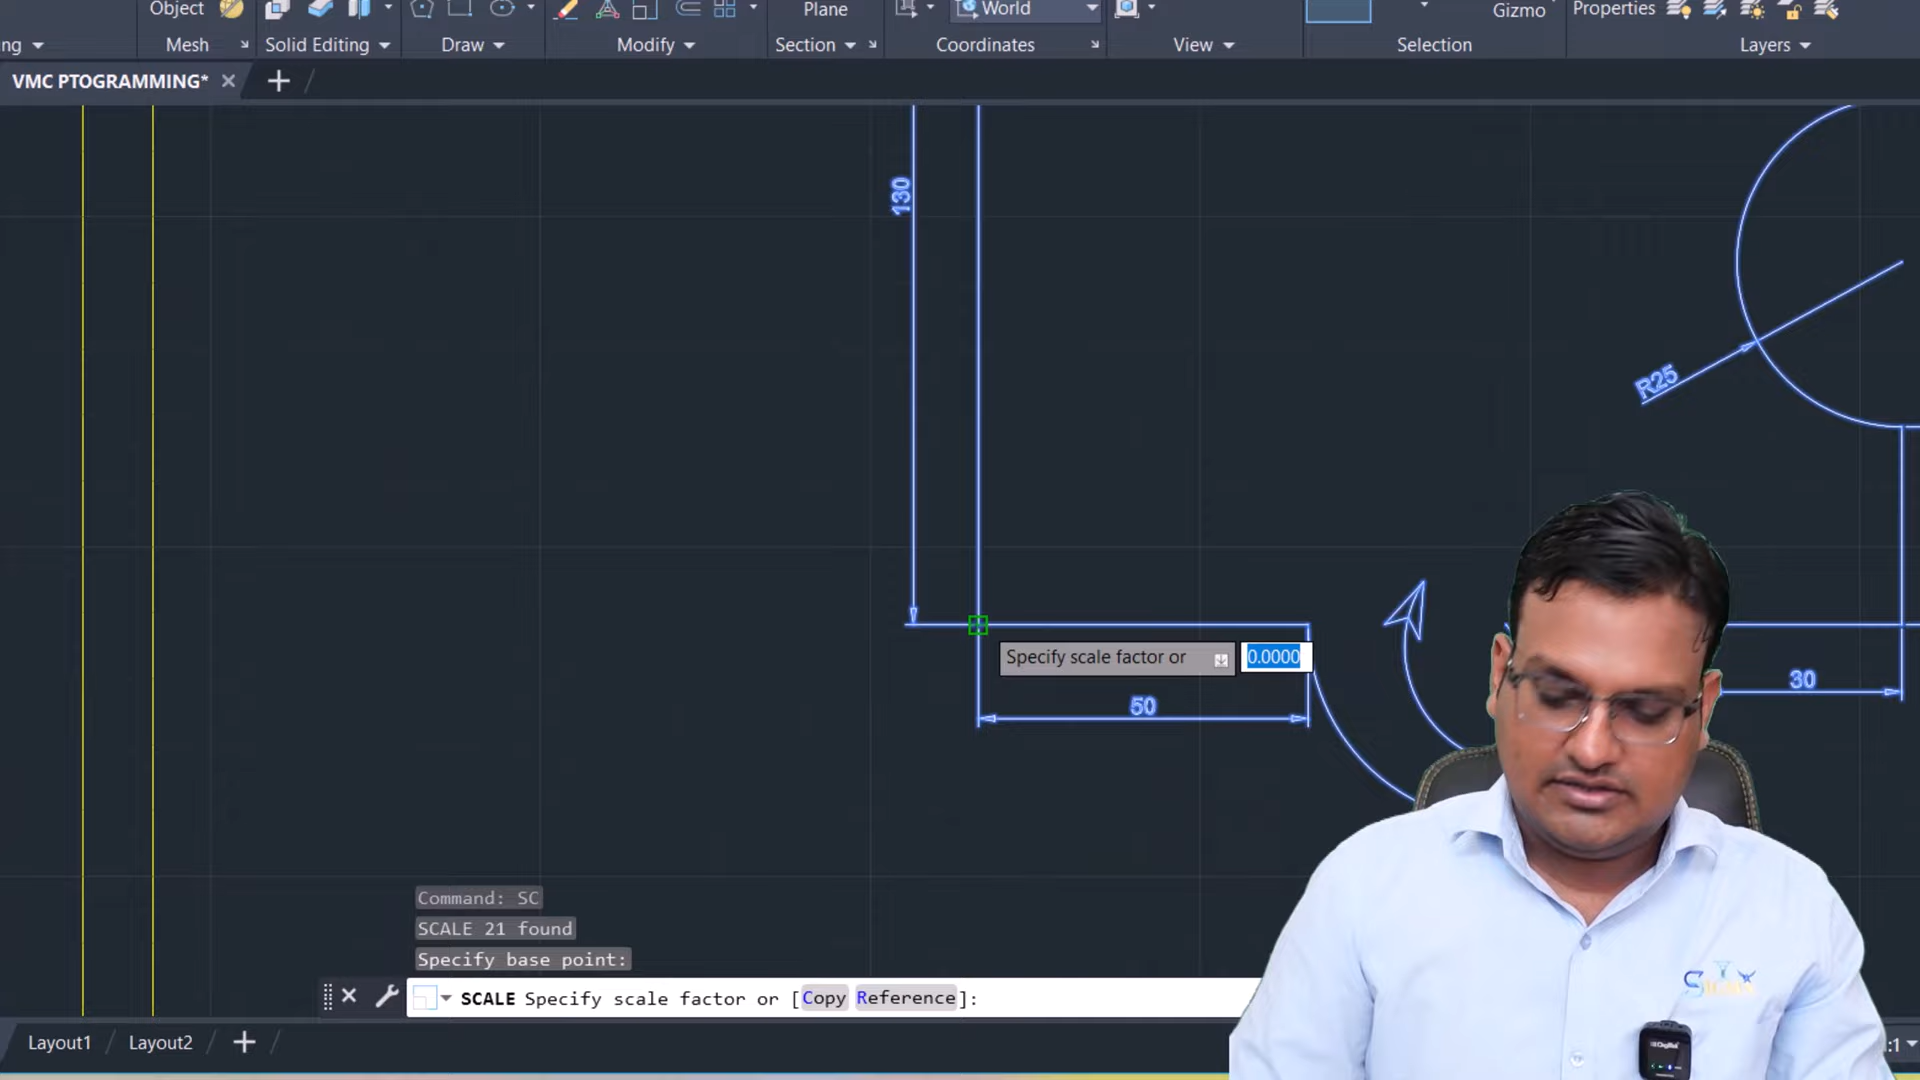 Object
Plane
World
Gizmo
Properties
ng
Mesh
Solid Editing
Draw
Modify
Section
Coordinates
View
Selection
Layers
VMC PTOGRAMMING*
130
R25
Specify scale factor or
0.0000
30
50
Command: SC
SCALE 21 found
Specify base point:
SCALE Specify scale factor or [Copy Reference]:
Layout1
Layout2
:1